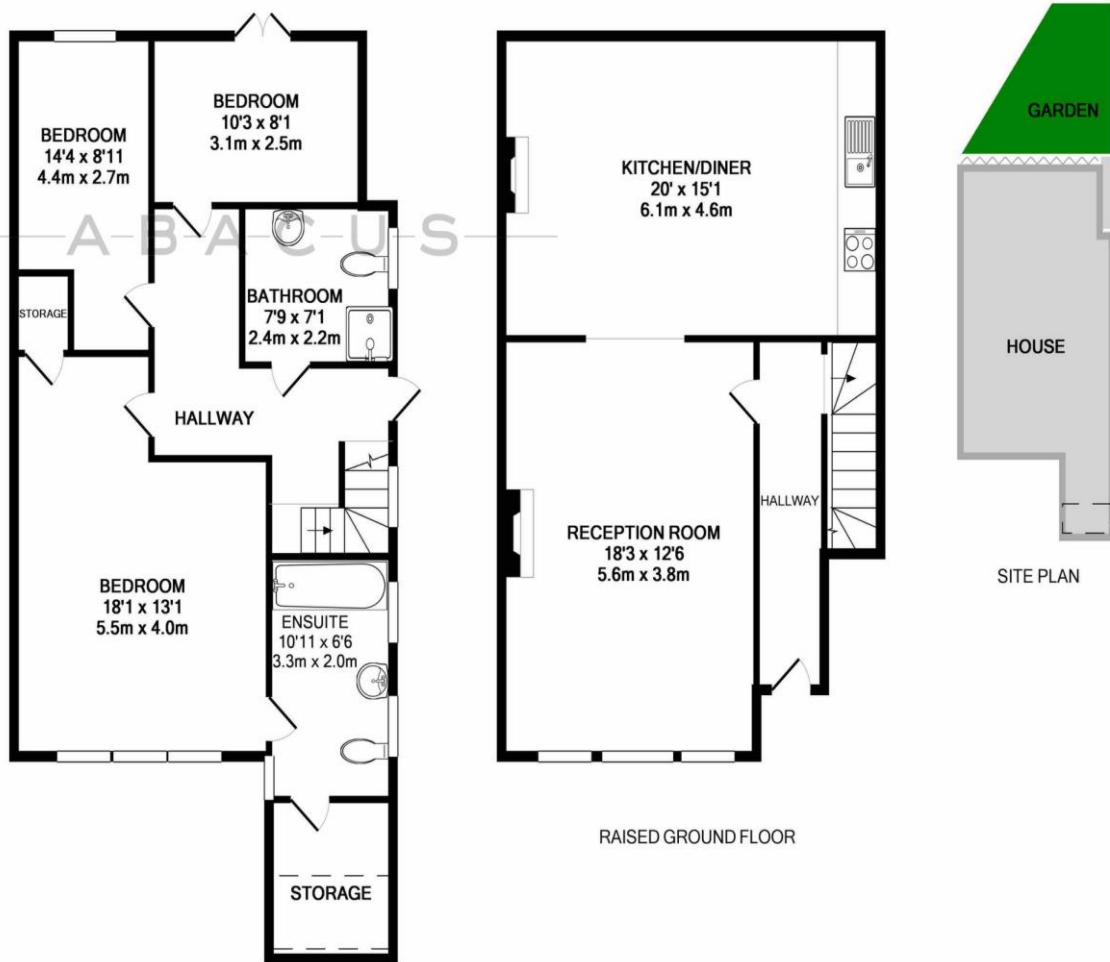 BEDROOM
14'4 x 8'11
4.4m x 2.7m
BEDROOM
10'3 x 8'1
3.1m x 2.5m
ABACUS
STORAGE
BATHROOM
7'9 x 7'1
2.4m x 2.2m
HALLWAY
BEDROOM
18'1 x 13'1
5.5m x 4.0m
ENSUITE
10'11 x 6'6
3.3m x 2.0m
STORAGE
KITCHEN/DINER
20' x 15'1
6.1m x 4.6m
HALLWAY
RECEPTION ROOM
18'3 x 12'6
5.6m x 3.8m
RAISED GROUND FLOOR
GARDEN
HOUSE
SITE PLAN